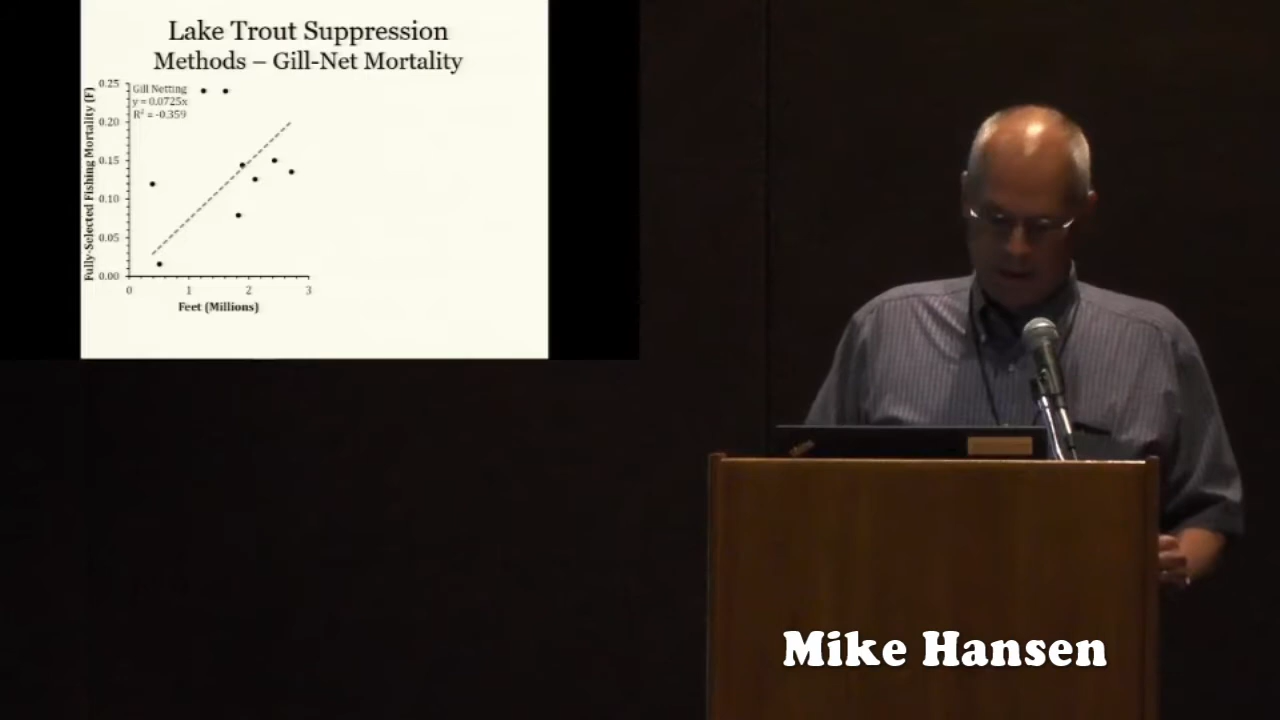 Lake Trout Suppression
Methods – Gill-Net Mortality
Gill Netting
y = 0.0725x
R² = -0.359
Fully-Selected Fishing Mortality (F)
0.25
0.20
0.15
0.10
0.05
0.00
0 1 2 3
Feet (Millions)
Mike Hansen